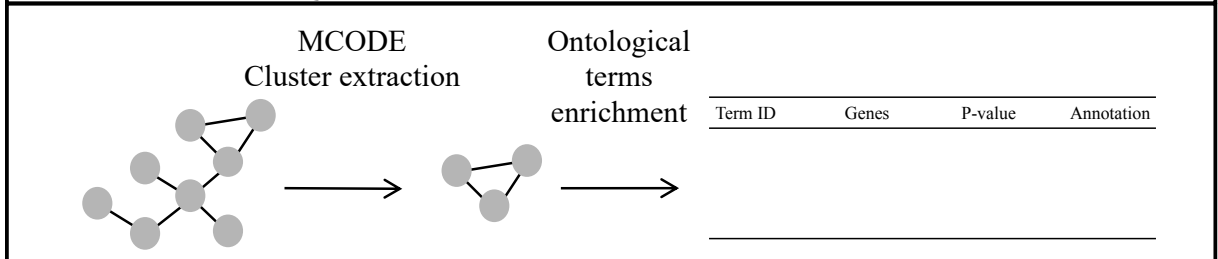 MCODE
Cluster extraction
Ontological
terms
enrichment
Term ID Genes P-value Annotation